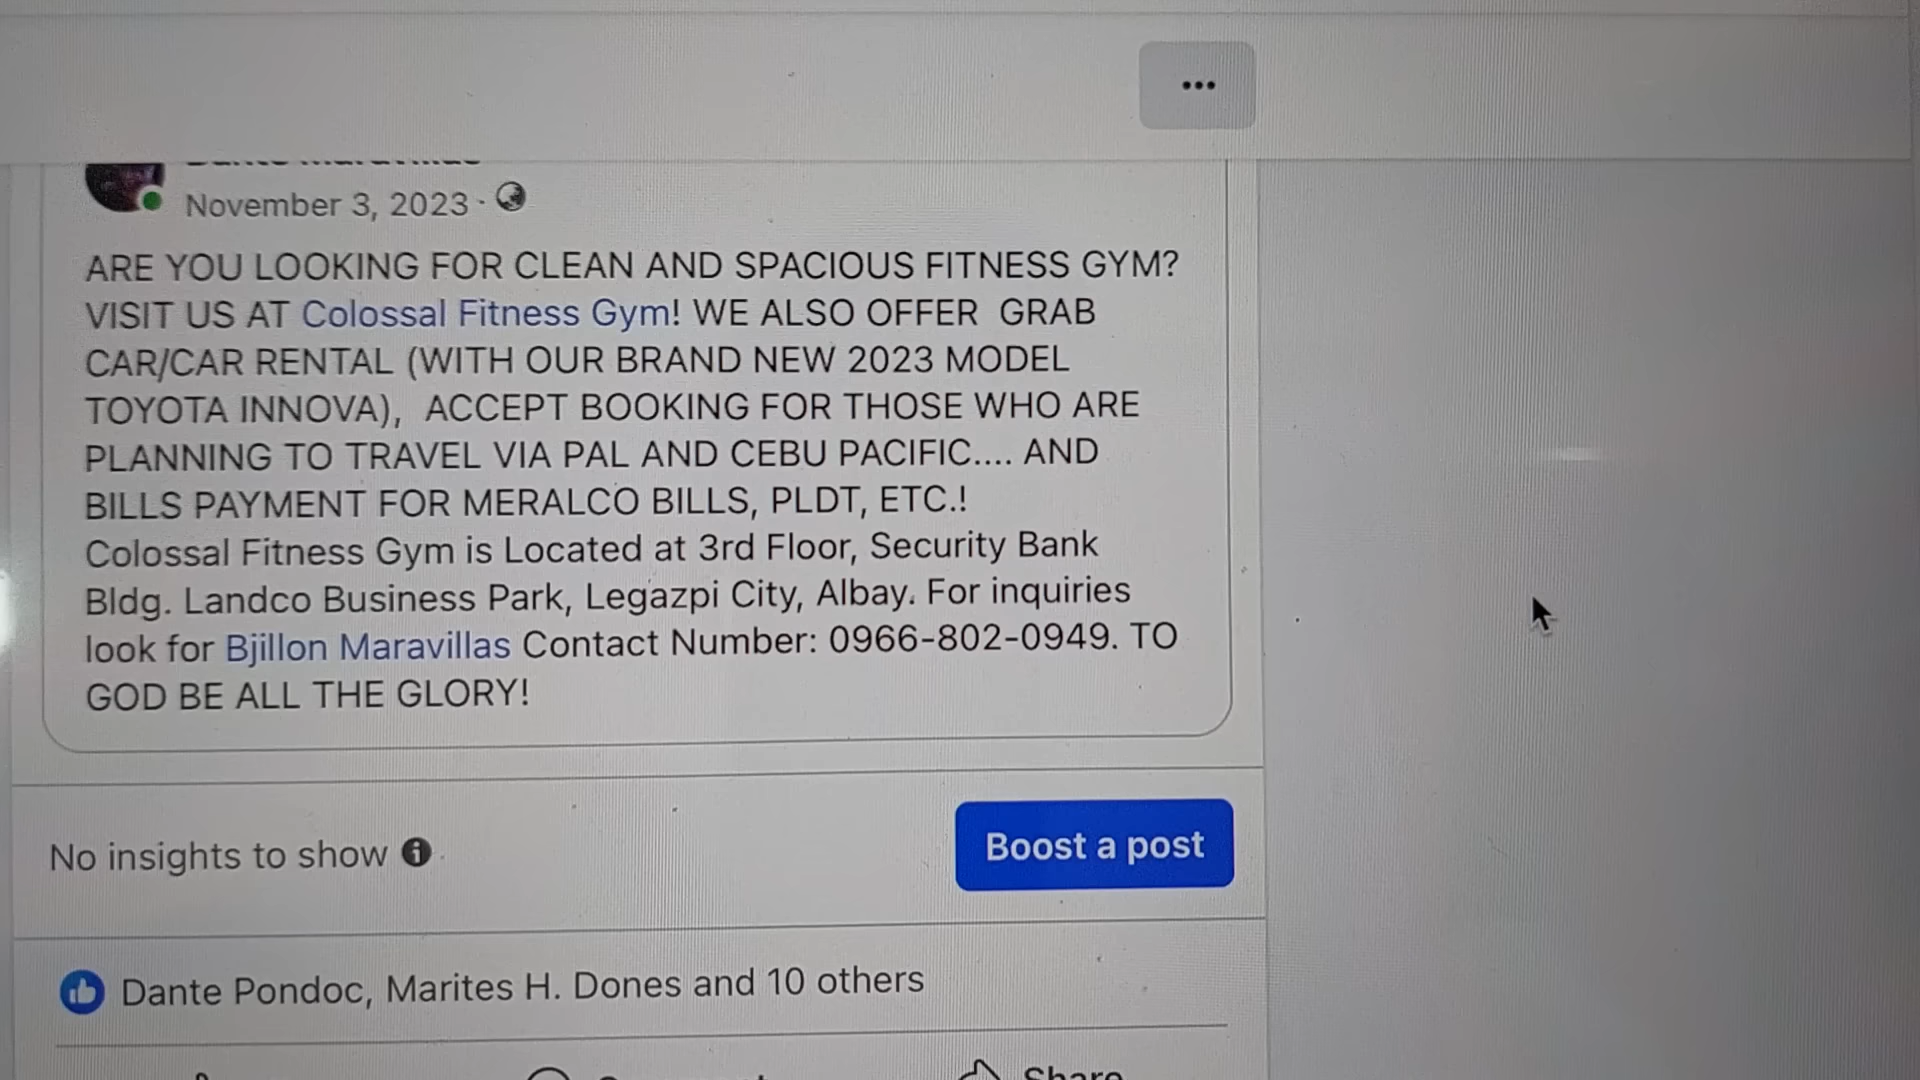 November 3, 2023 ·
ARE YOU LOOKING FOR CLEAN AND SPACIOUS FITNESS GYM?
VISIT US AT Colossal Fitness Gym! WE ALSO OFFER  GRAB
CAR/CAR RENTAL (WITH OUR BRAND NEW 2023 MODEL
TOYOTA INNOVA),  ACCEPT BOOKING FOR THOSE WHO ARE
PLANNING TO TRAVEL VIA PAL AND CEBU PACIFIC.... AND
BILLS PAYMENT FOR MERALCO BILLS, PLDT, ETC.!
Colossal Fitness Gym is Located at 3rd Floor, Security Bank
Bldg. Landco Business Park, Legazpi City, Albay. For inquiries
look for Bjillon Maravillas Contact Number: 0966-802-0949. TO
GOD BE ALL THE GLORY!
No insights to show
Boost a post
Dante Pondoc, Marites H. Dones and 10 others
Share